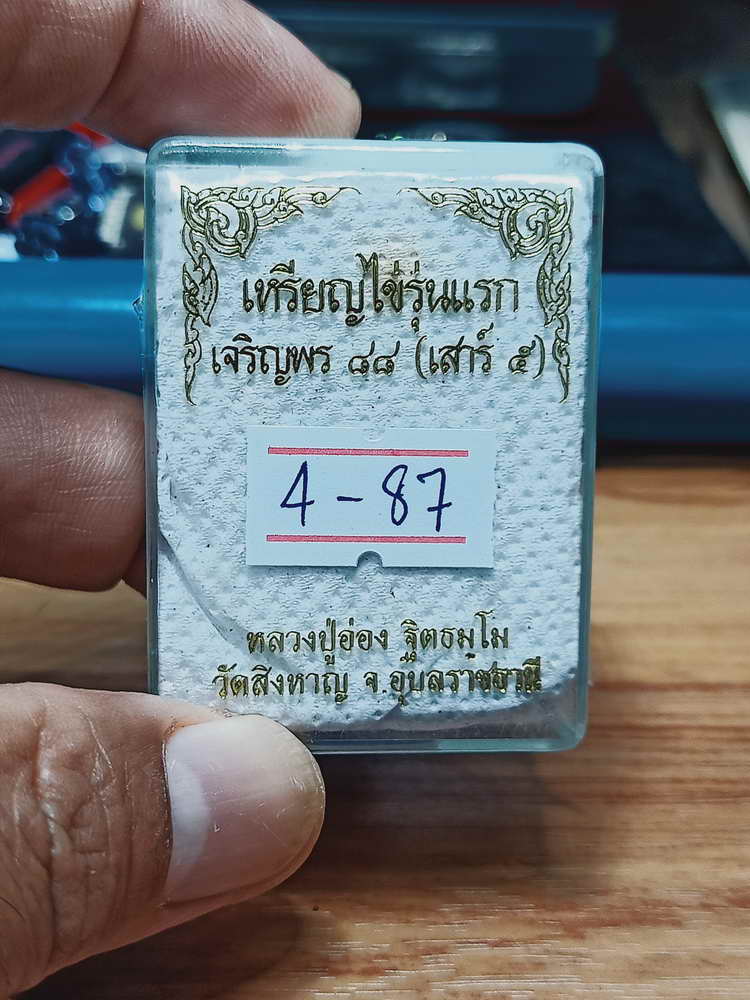 เหรียญไข่รุ่นแรก
เจริญพร ๘๘ (เสาร์ ๕)
4-87
หลวงปู่อ่อง ฐิตธมฺโม
วัดสิงหาญ จ.อุบลราชธานี